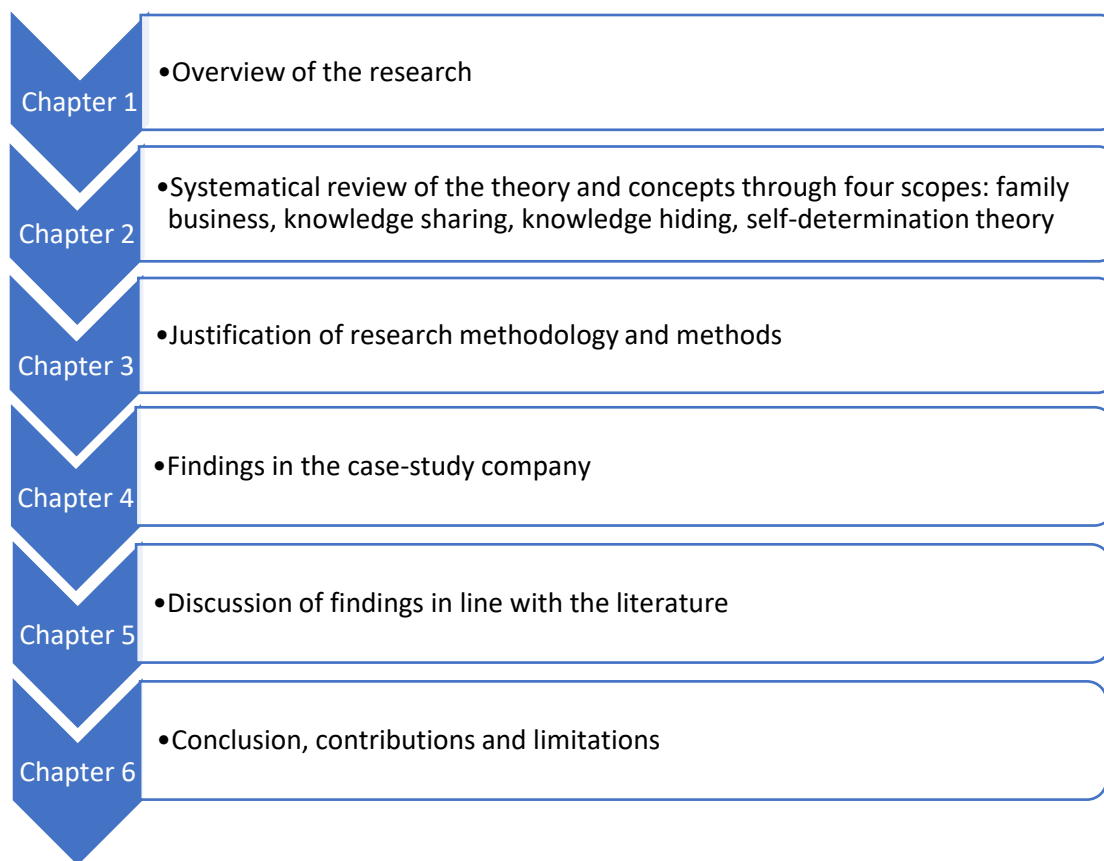 Chapter 1
•Overview of the research
Chapter 2
•Systematical review of the theory and concepts through four scopes: family
business, knowledge sharing, knowledge hiding, self-determination theory
Chapter 3
•Justification of research methodology and methods
Chapter 4
•Findings in the case-study company
Chapter 5
•Discussion of findings in line with the literature
Chapter 6
•Conclusion, contributions and limitations